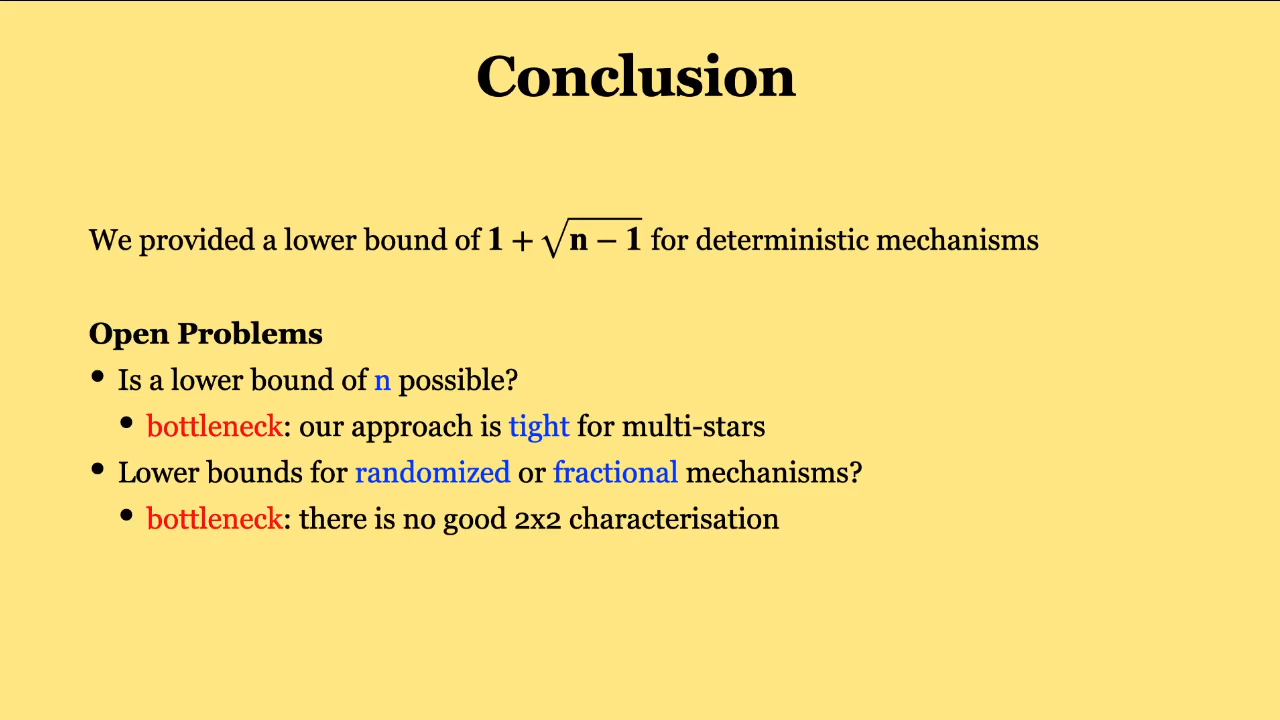 Conclusion
We provided a lower bound of 1 + √n − 1 for deterministic mechanisms
Open Problems
• Is a lower bound of n possible?
• bottleneck: our approach is tight for multi-stars
• Lower bounds for randomized or fractional mechanisms?
• bottleneck: there is no good 2x2 characterisation